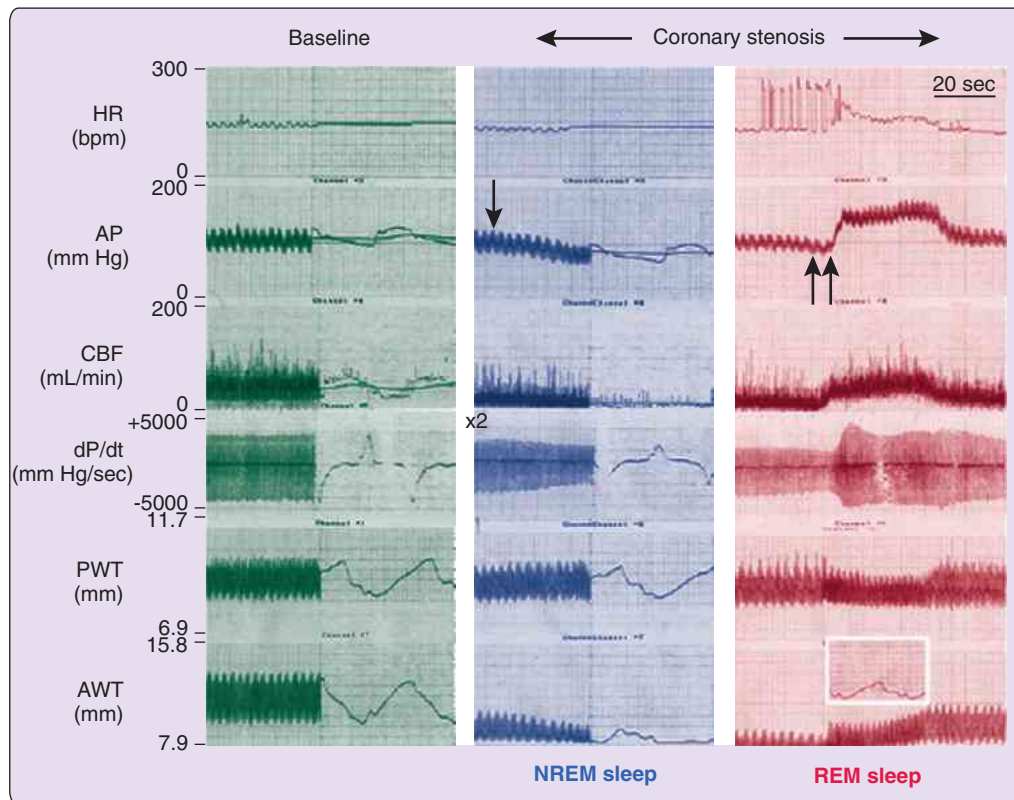 Baseline
Coronary stenosis
300
HR
(bpm)
0
20 sec
200
AP
(mm Hg)
0
200
CBF
(mL/min)
0
+5000
x2
dP/dt
(mm Hg/sec)
-5000
11.7
PWT
(mm)
6.9
15.8
AWT
(mm)
7.9
NREM sleep
REM sleep